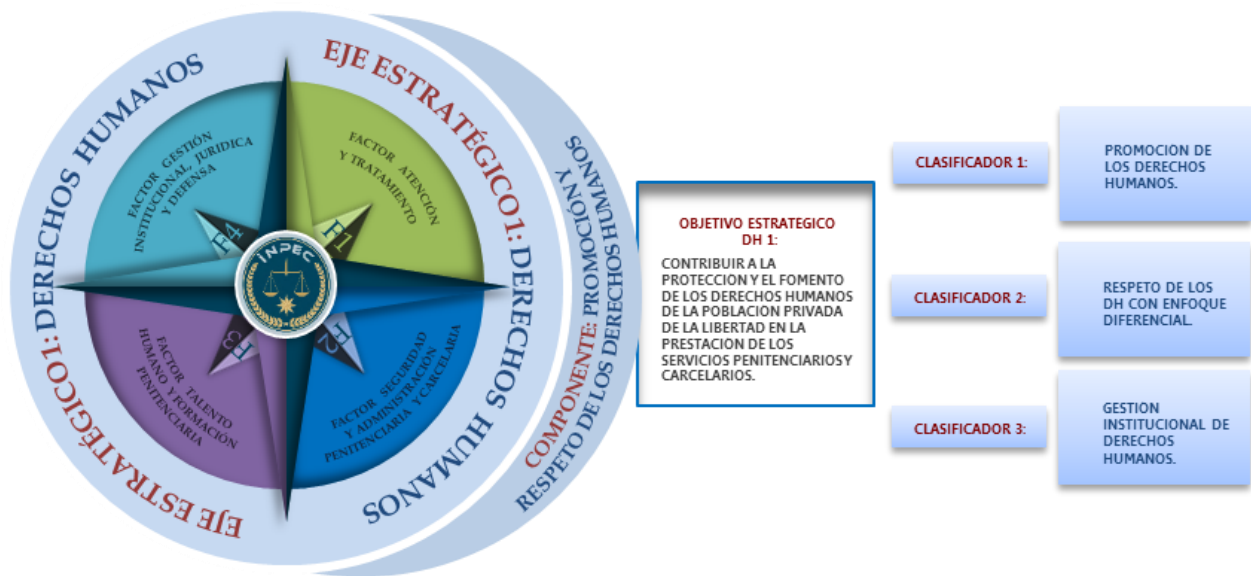 EJE ESTRATÉGICO1: DERECHOS HUMANOS
EJE ESTRATÉGICO1: DERECHOS HUMANOS
FACTOR GESTIÓN
INSTITUCIONAL, JURIDICA
Y DEFENSA
FACTOR ATENCIÓN
Y TRATAMIENTO
F4
F1
INPEC
F3
F2
FACTOR TALENTO
HUMANO Y FORMACIÓN
PENITENCIARIA
FACTOR SEGURIDAD
Y ADMINISTRACIÓN
PENITENCIARIA Y CARCELARIA
COMPONENTE: PROMOCIÓN Y
RESPETO DE LOS DERECHOS HUMANOS
OBJETIVO ESTRATEGICO
DH 1:
CONTRIBUIR A LA
PROTECCION Y EL FOMENTO
DE LOS DERECHOS HUMANOS
DE LA POBLACION PRIVADA
DE LA LIBERTAD EN LA
PRESTACION DE LOS
SERVICIOS PENITENCIARIOS Y
CARCELARIOS.
CLASIFICADOR 1:
PROMOCION DE
LOS DERECHOS
HUMANOS.
CLASIFICADOR 2:
RESPETO DE LOS
DH CON ENFOQUE
DIFERENCIAL.
CLASIFICADOR 3:
GESTION
INSTITUCIONAL DE
DERECHOS
HUMANOS.